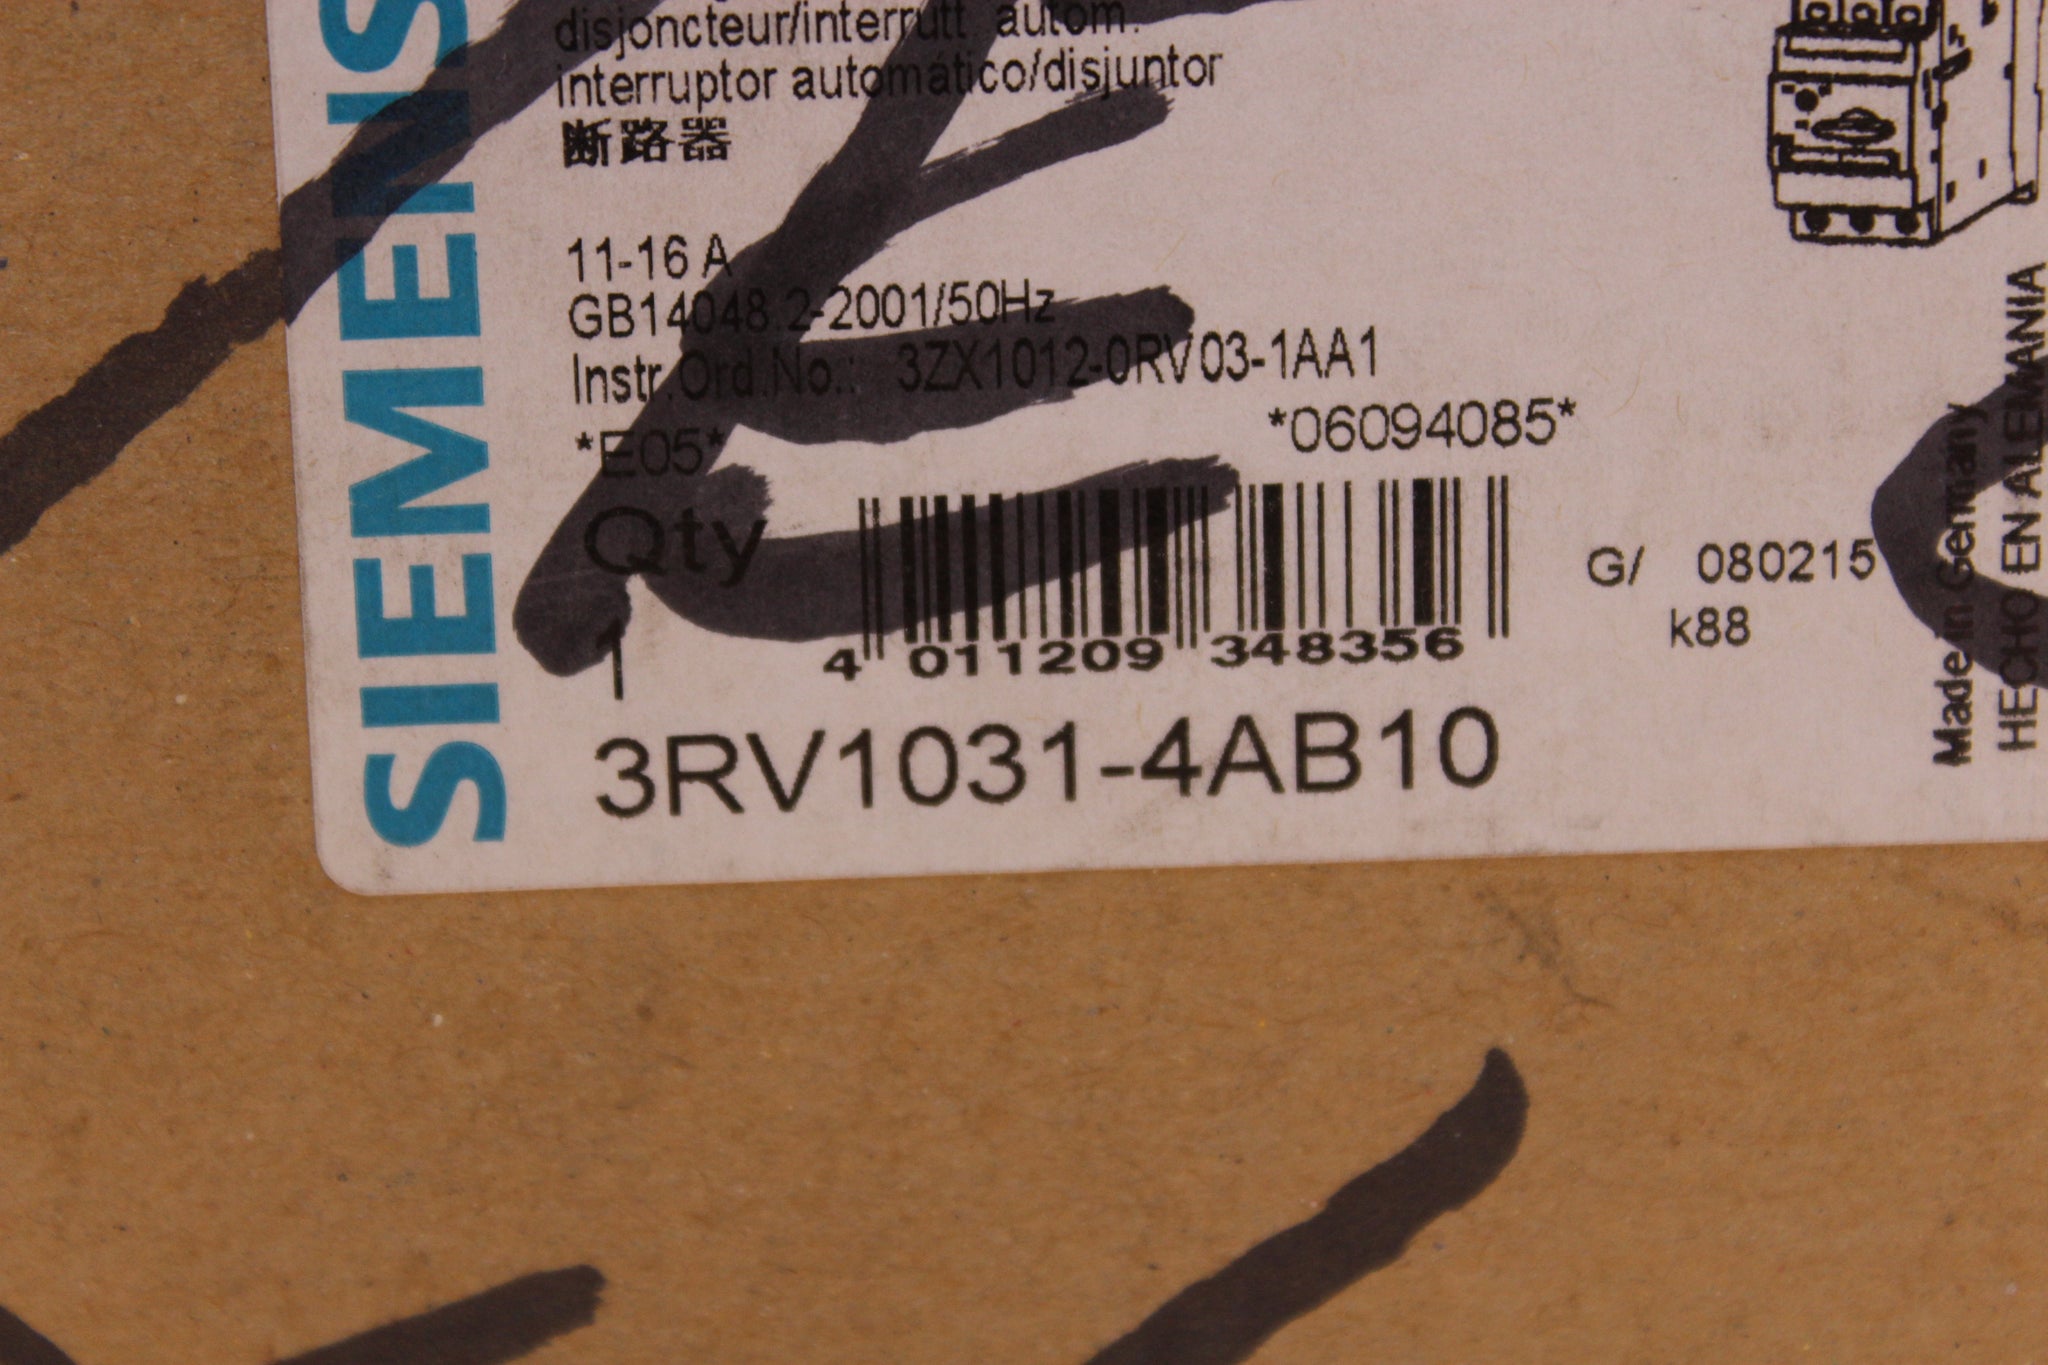 SIEMENS
disjoncteur/interrutt autom.
interruptor automático/disjuntor
断路器
11-16 A
GB14048.2-2001/50Hz
Instr.Ord.No.: 3ZX1012-0RV03-1AA1
*E05*
*06094085*
Qty
1
4 011209 348356
G/ 080215
k88
3RV1031-4AB10
Made in Germany
HECHO EN ALEMANIA